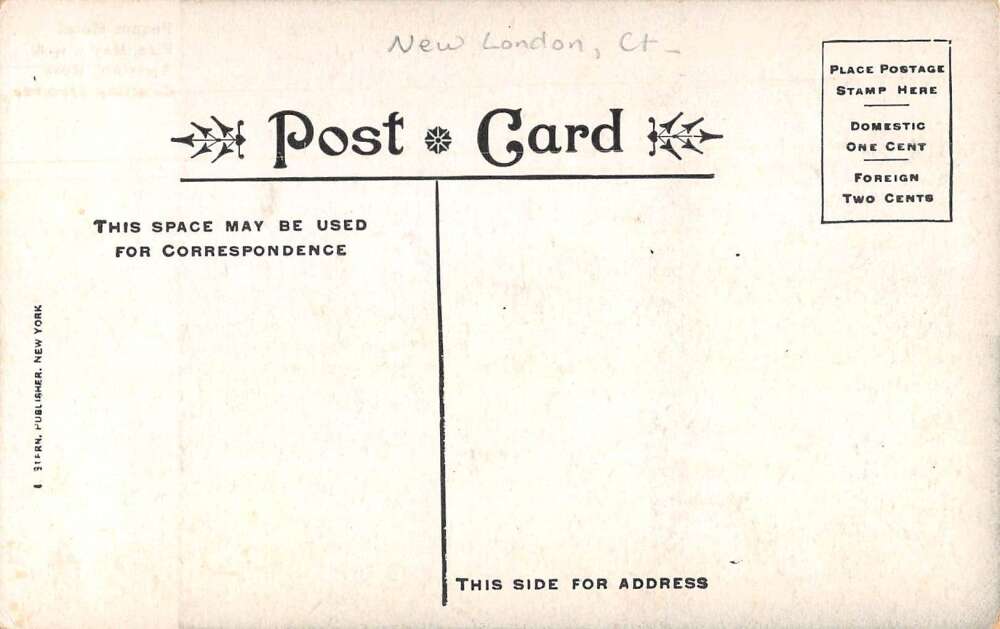 New London, Ct
Post Card
PLACE POSTAGE
STAMP HERE
DOMESTIC
ONE CENT
FOREIGN
TWO CENTS
THIS SPACE MAY BE USED
FOR CORRESPONDENCE
STERN, PUBLISHER, NEW YORK
THIS SIDE FOR ADDRESS